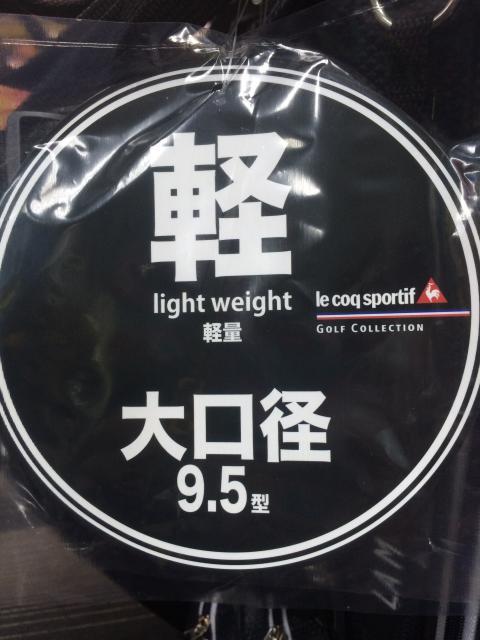 軽
light weight
軽量
le coq sportif
GOLF COLLECTION
大口径
9.5型